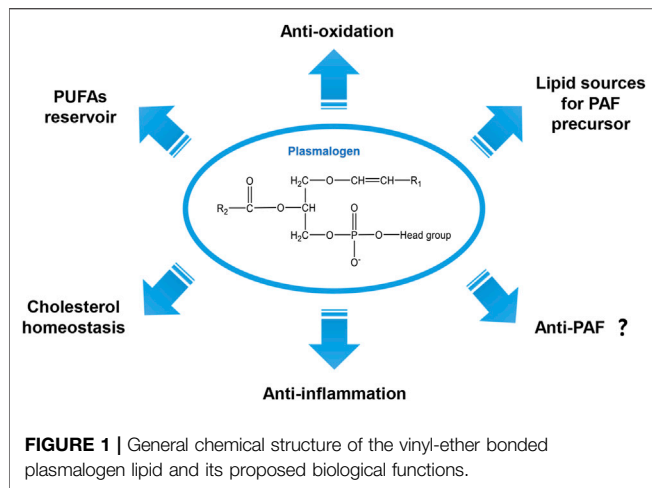 Anti-oxidation
PUFAs
reservoir
Lipid sources
for PAF
precursor
Plasmalogen
H₂C—O—CH=CH—R₁
O
R₂—C—O—CH
O
H₂C—O—P—O—Head group
O⁻
Cholesterol
homeostasis
Anti-PAF ?
Anti-inflammation
FIGURE 1 | General chemical structure of the vinyl-ether bonded
plasmalogen lipid and its proposed biological functions.